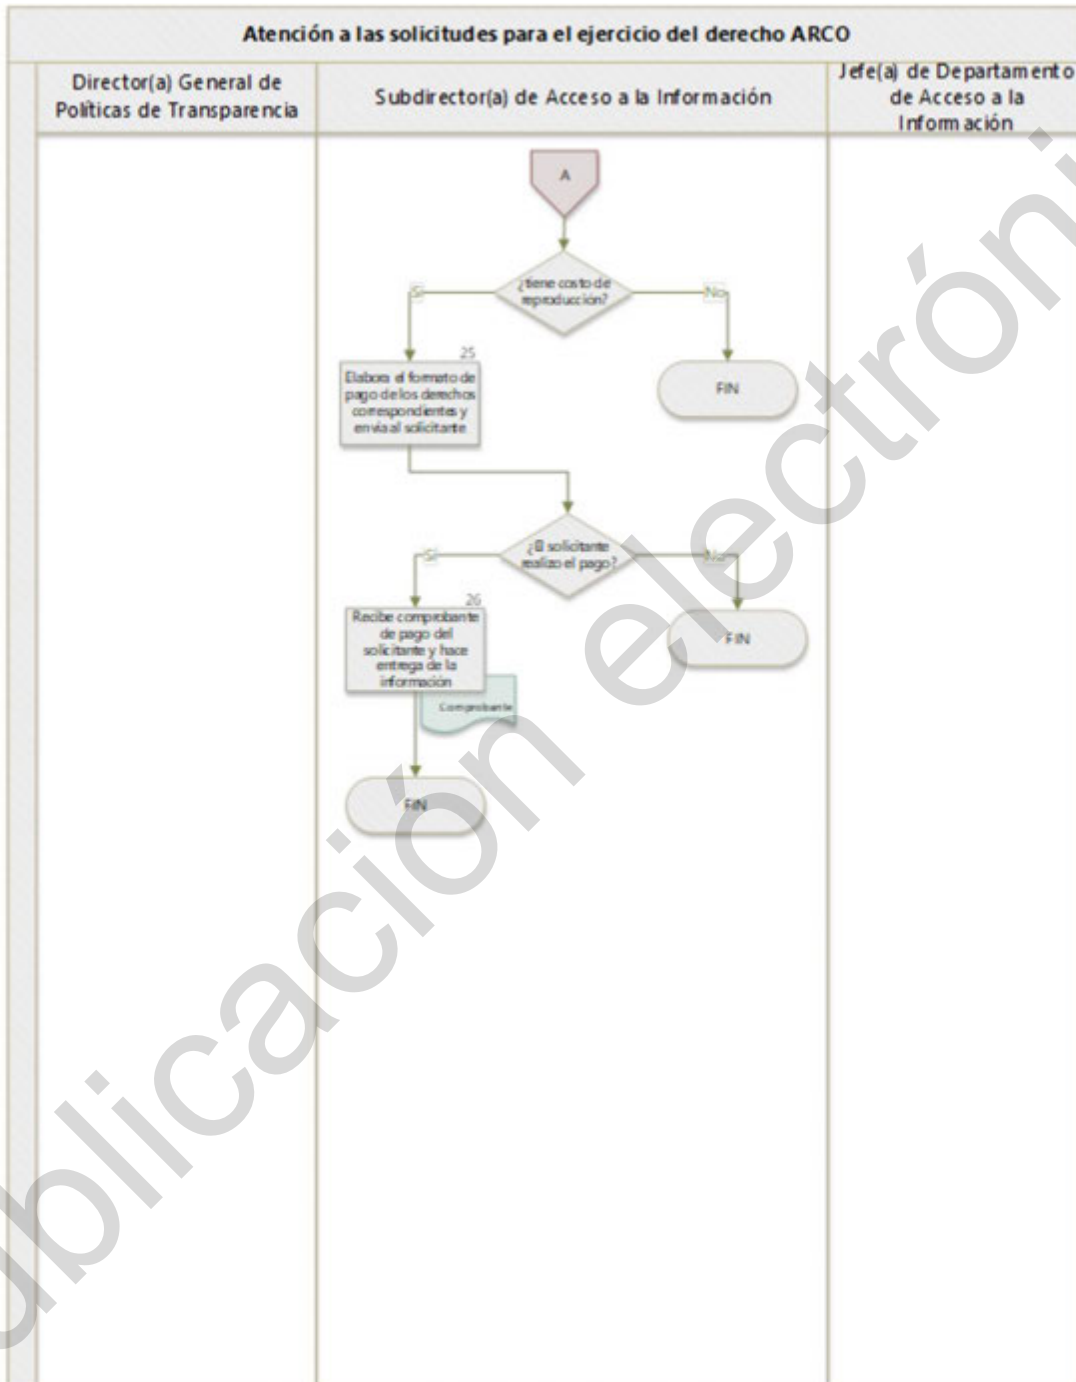 Atención a las solicitudes para el ejercicio del derecho ARCO
Director(a) General de
Políticas de Transparencia
Subdirector(a) de Acceso a la Información
Jefe(a) de Departamento
de Acceso a la
Información
A
¿tiene costo de
reproducción?
Si
No
25
Elabora el formato de
pago de los derechos
correspondientes y
envía al solicitante
FIN
¿El solicitante
realizo el pago?
Si
No
26
Recibe comprobante
de pago del
solicitante y hace
entrega de la
información
Comprobante
FIN
FIN
ublicación electróni